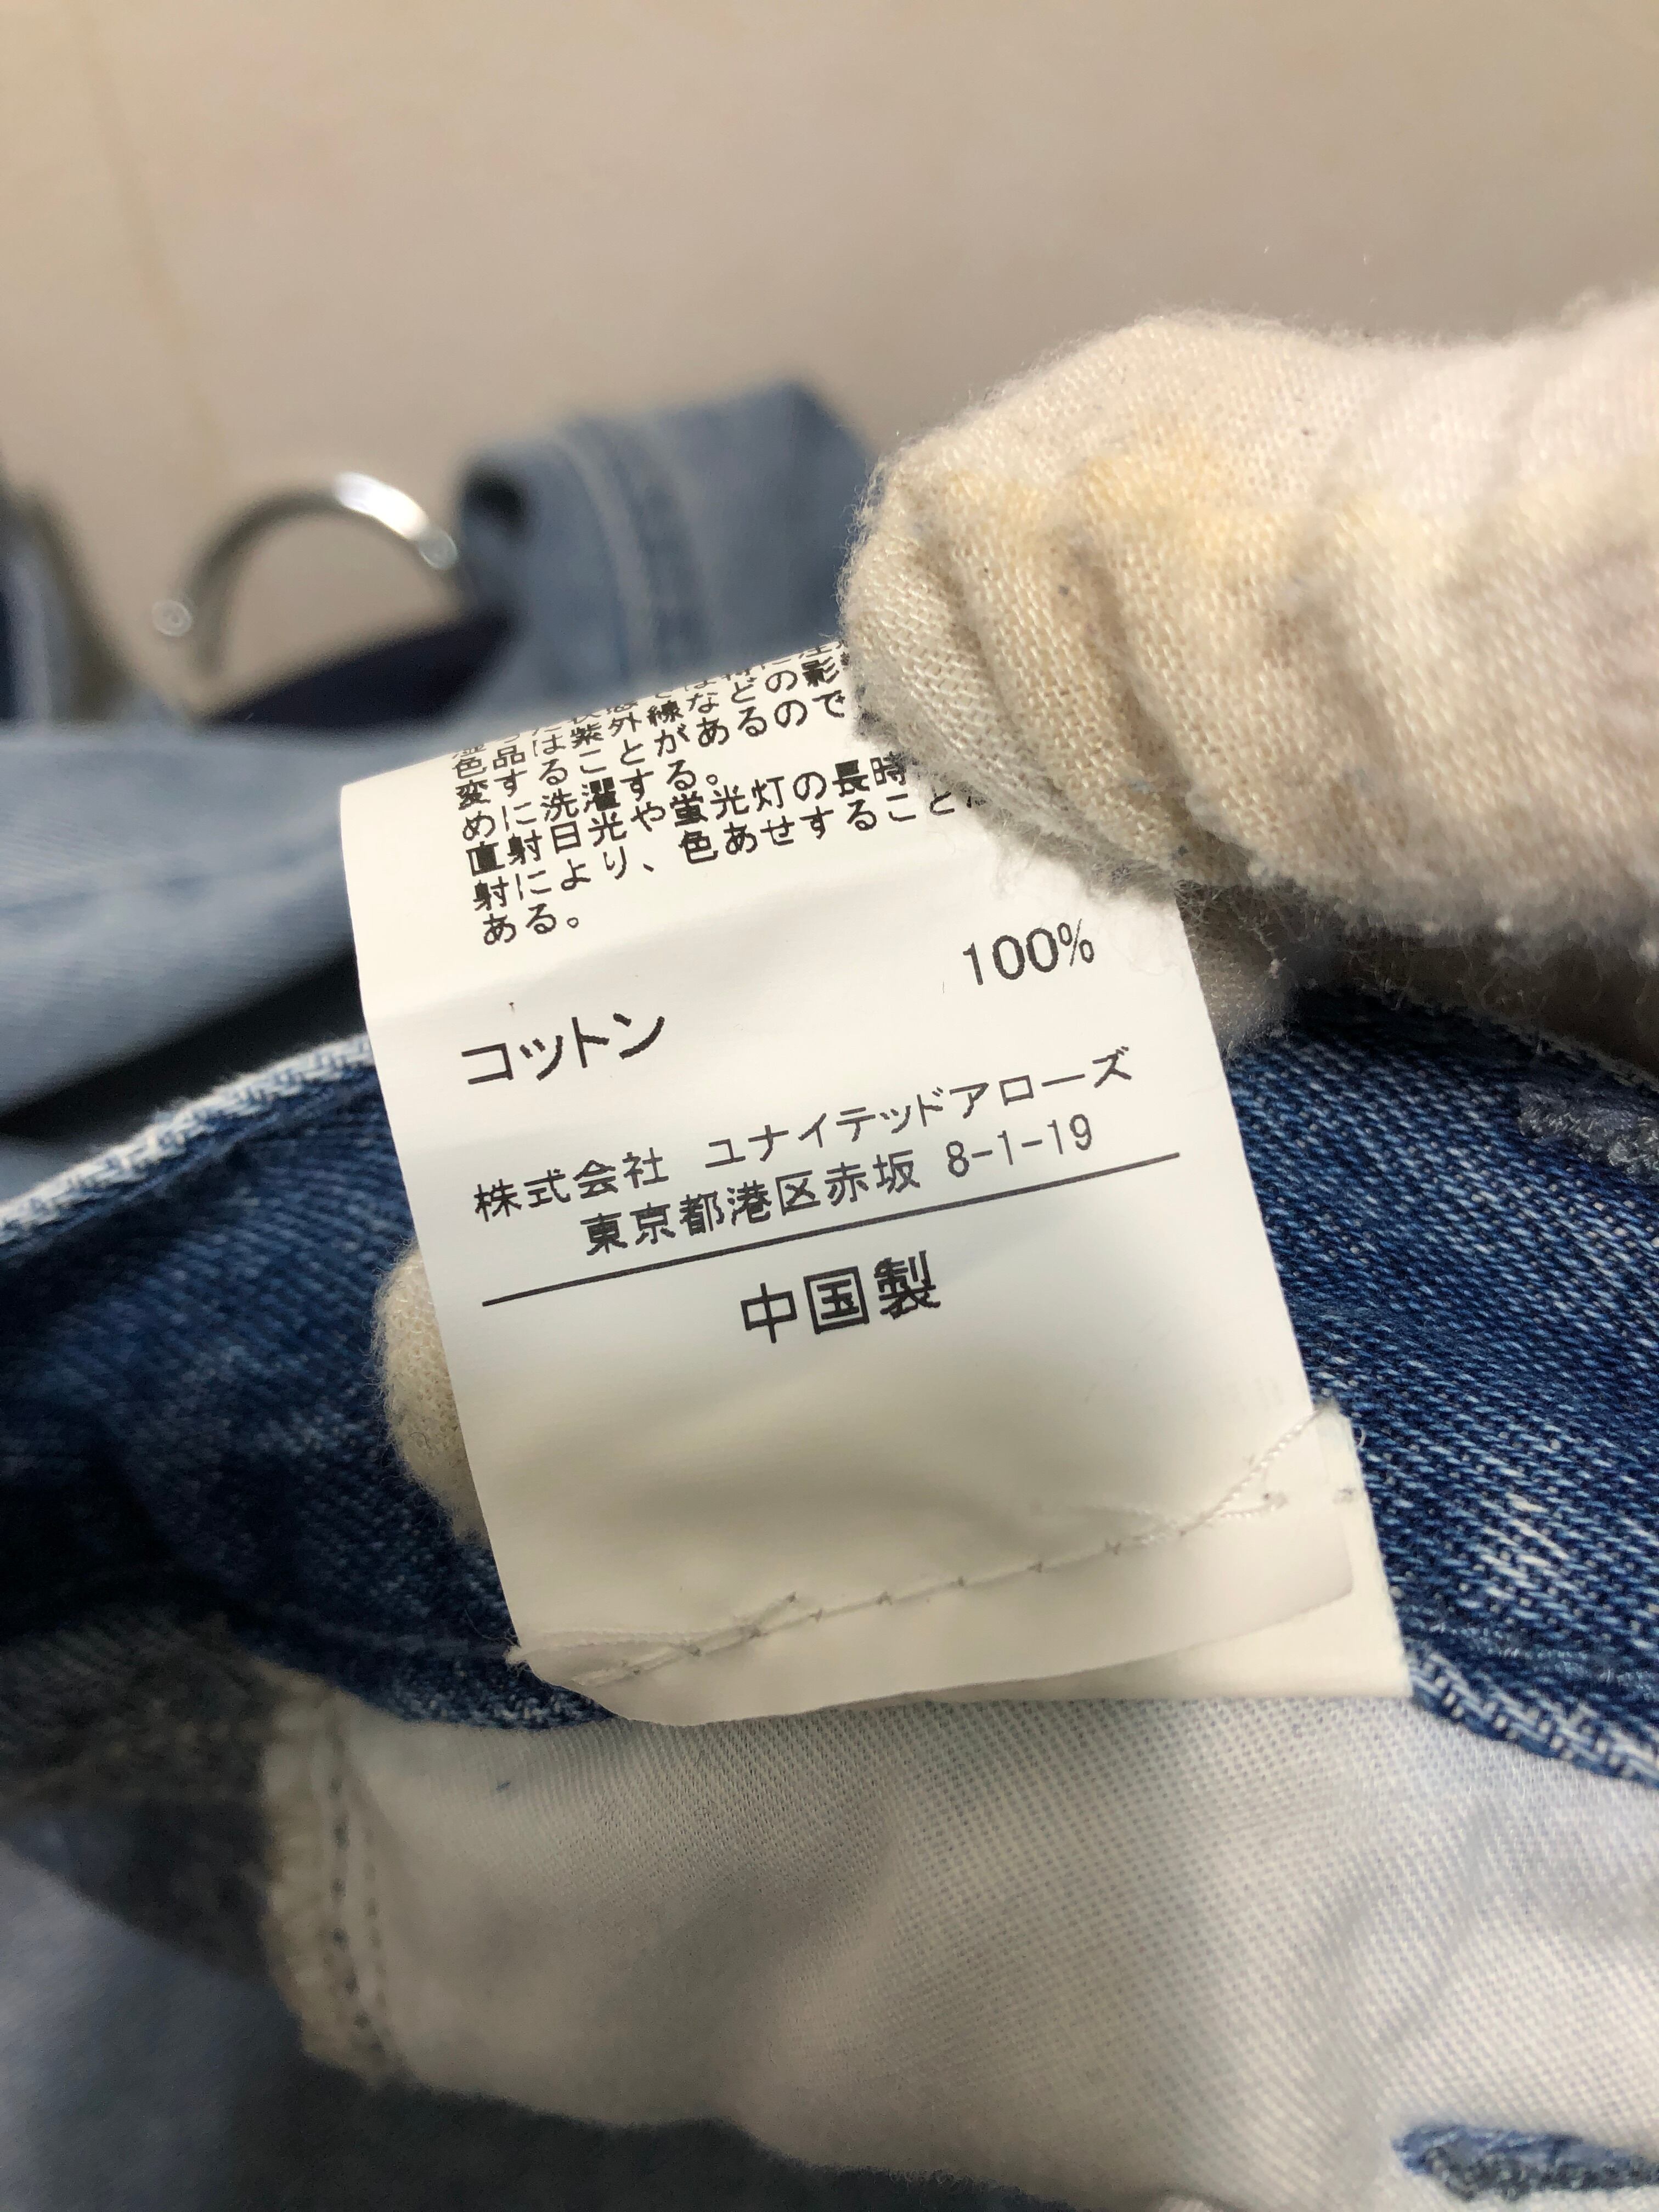 外線などの影
色品は紫
変するこ
とがあるので
めに洗濯する。
直射日光や蛍光灯の長時
射により、色あせすること
ある。
100%
コットン
株式会社 ユナイテッドアローズ
東京都港区赤坂 8-1-19
中国製